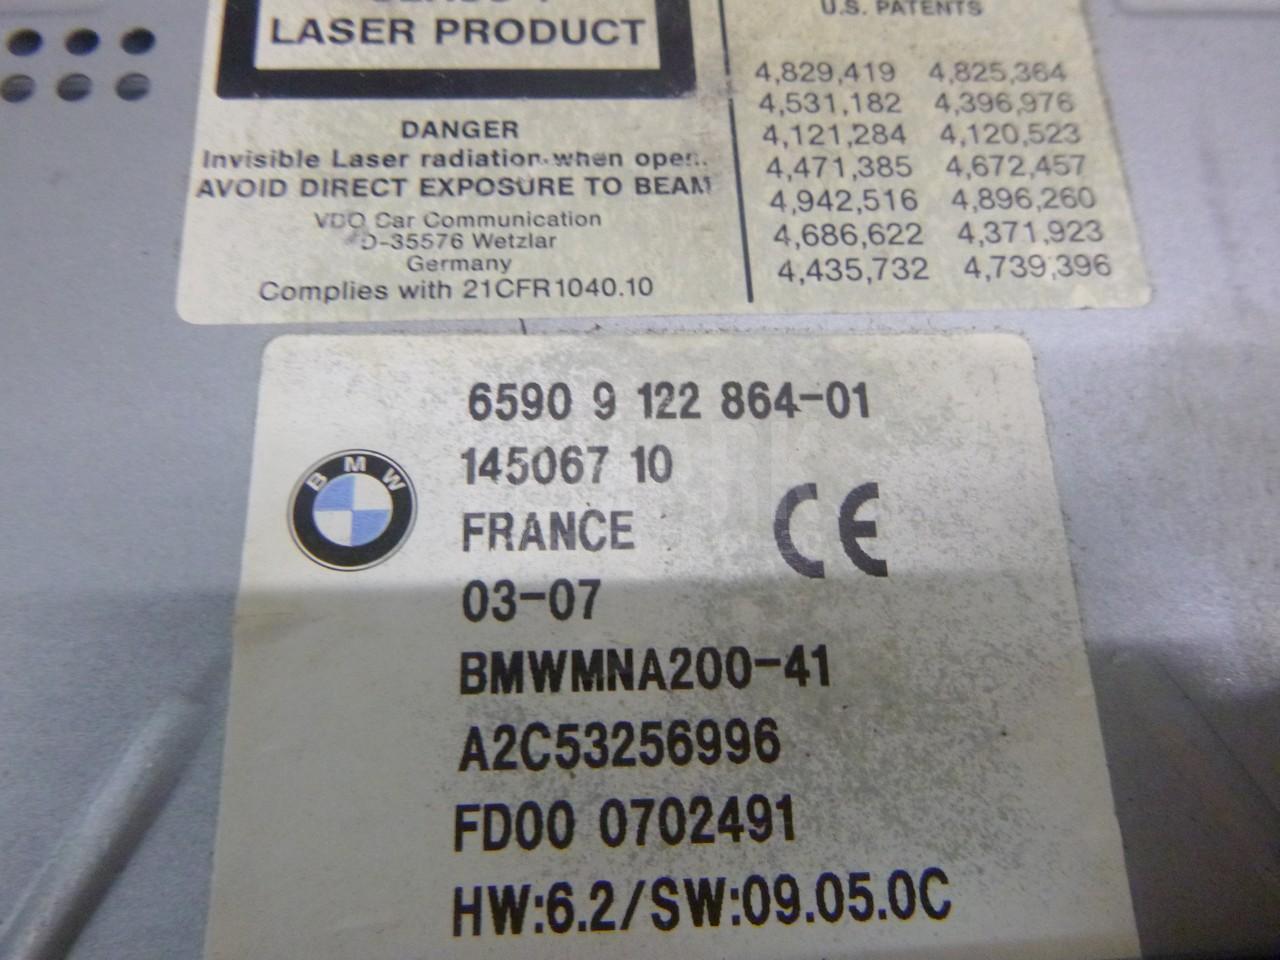 LASER PRODUCT
DANGER
Invisible Laser radiation when open.
AVOID DIRECT EXPOSURE TO BEAM
VDO Car Communication
D-35576 Wetzlar
Germany
Complies with 21CFR1040.10
U.S. PATENTS
4,829,419 4,825,364
4,531,182 4,396,976
4,121,284 4,120,523
4,471,385 4,672,457
4,942,516 4,896,260
4,686,622 4,371,923
4,435,732 4,739,396
6590 9 122 864-01
145067 10
BMW
FRANCE
CE
03-07
BMWMNA200-41
A2C53256996
FD00 0702491
HW:6.2/SW:09.05.0C